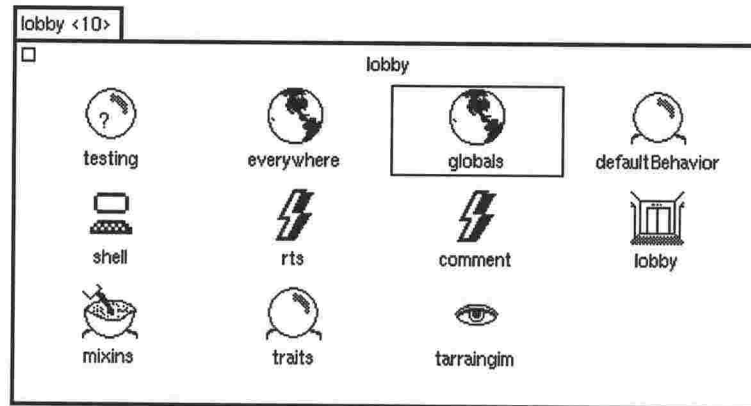 lobby <10>
lobby
testing everywhere globals defaultBehavior
shell rts comment lobby
mixins traits tarraingim